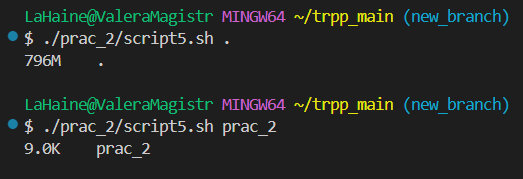 LaHaine@ValeraMagistr MINGW64 ~/trpp_main (new_branch)
$ ./prac_2/script5.sh .
796M    .
LaHaine@ValeraMagistr MINGW64 ~/trpp_main (new_branch)
$ ./prac_2/script5.sh prac_2
9.0K    prac_2